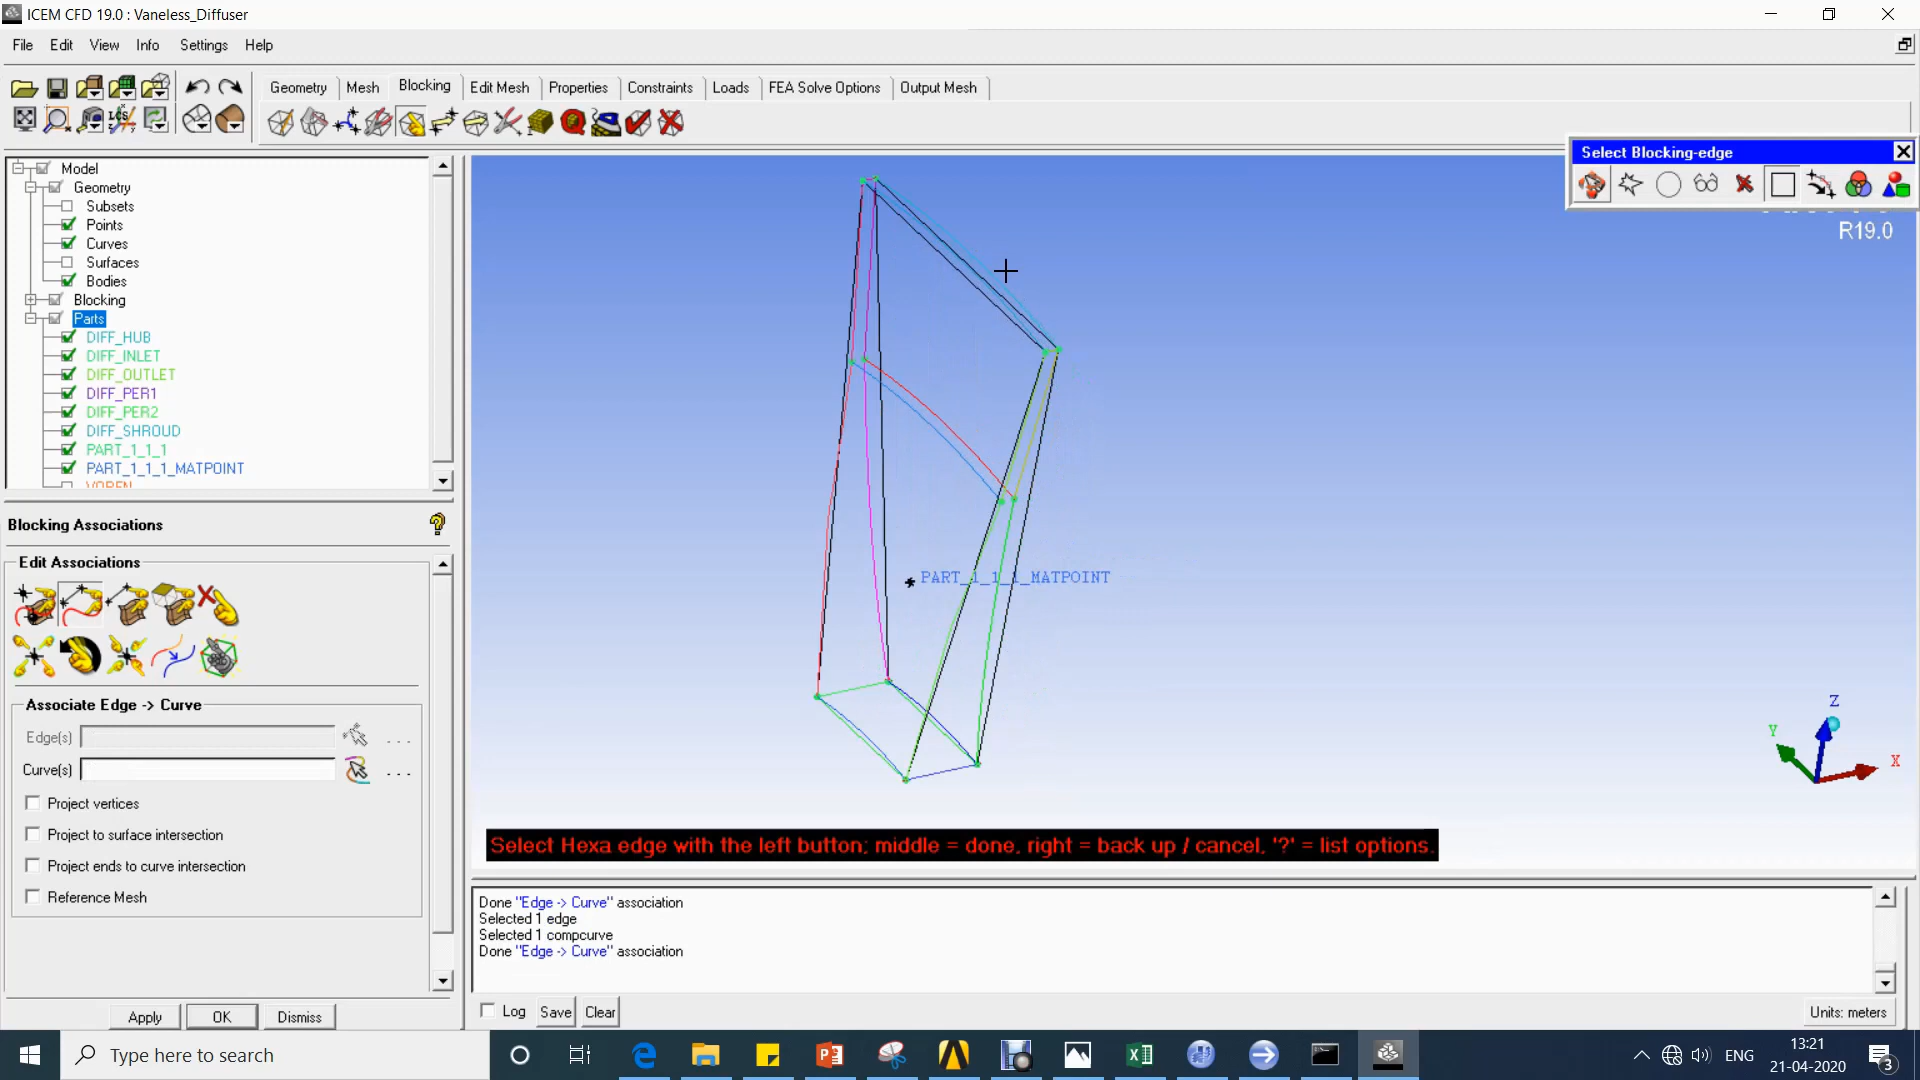 ICEM CFD 19.0 : Vaneless_Diffuser
File Edit View Info Settings Help
Geometry Mesh Blocking Edit Mesh Properties Constraints Loads FEA Solve Options Output Mesh
Select Blocking-edge
R19.0
Model
Geometry
Subsets
Points
Curves
Surfaces
Bodies
Blocking
Parts
DIFF_HUB
DIFF_INLET
DIFF_OUTLET
DIFF_PER1
DIFF_PER2
DIFF_SHROUD
PART_1_1_1
PART_1_1_1_MATPOINT
Blocking Associations
Edit Associations
Associate Edge -> Curve
Edge(s)
Curve(s)
Project vertices
Project to surface intersection
Project ends to curve intersection
Reference Mesh
Apply OK Dismiss
PART_1_1_1_MATPOINT
Z
Y
X
Select Hexa edge with the left button; middle = done, right = back up / cancel, '?' = list options.
Done "Edge -> Curve" association
Selected 1 edge
Selected 1 compcurve
Done "Edge -> Curve" association
Log Save Clear
Units: meters
Type here to search
ENG
13:21
21-04-2020
3